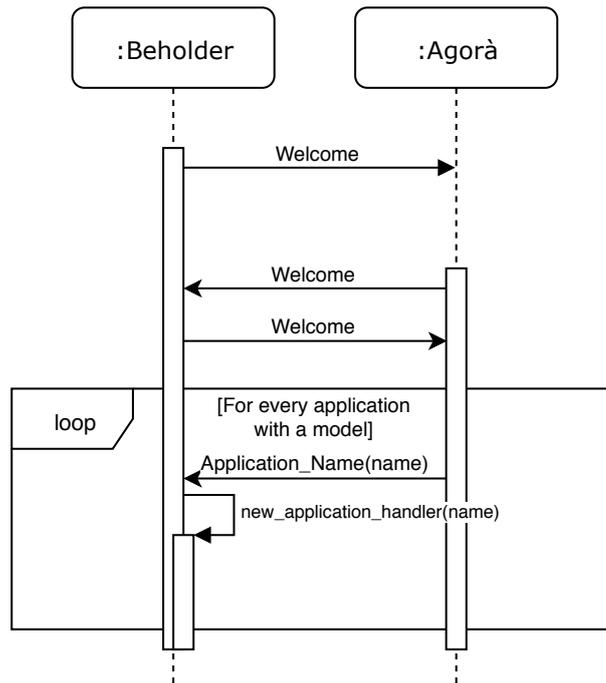 :Beholder
:Agorà
Welcome
Welcome
Welcome
loop
[For every application
with a model]
Application_Name(name)
new_application_handler(name)